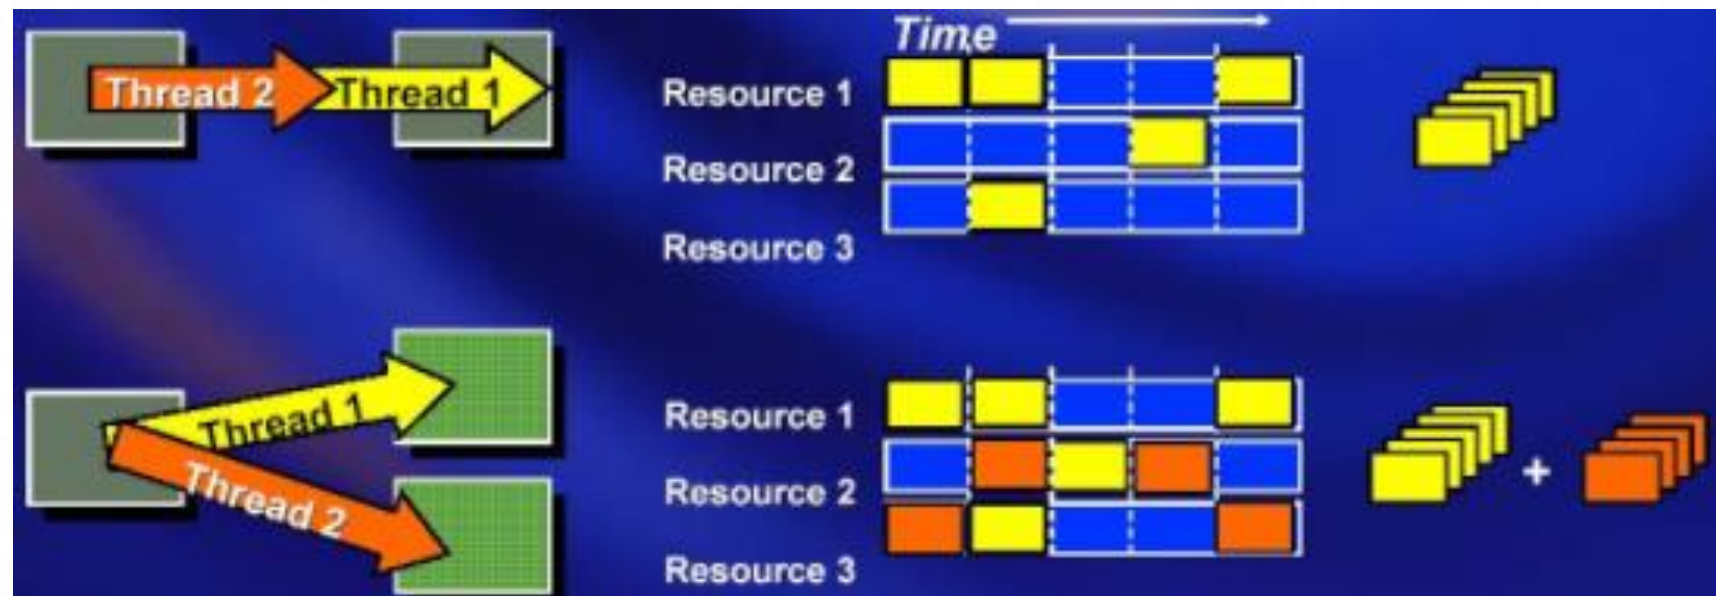 Thread 2
Thread 1
Time
Resource 1
Resource 2
Resource 3
Thread 1
Thread 2
Resource 1
Resource 2
Resource 3
+